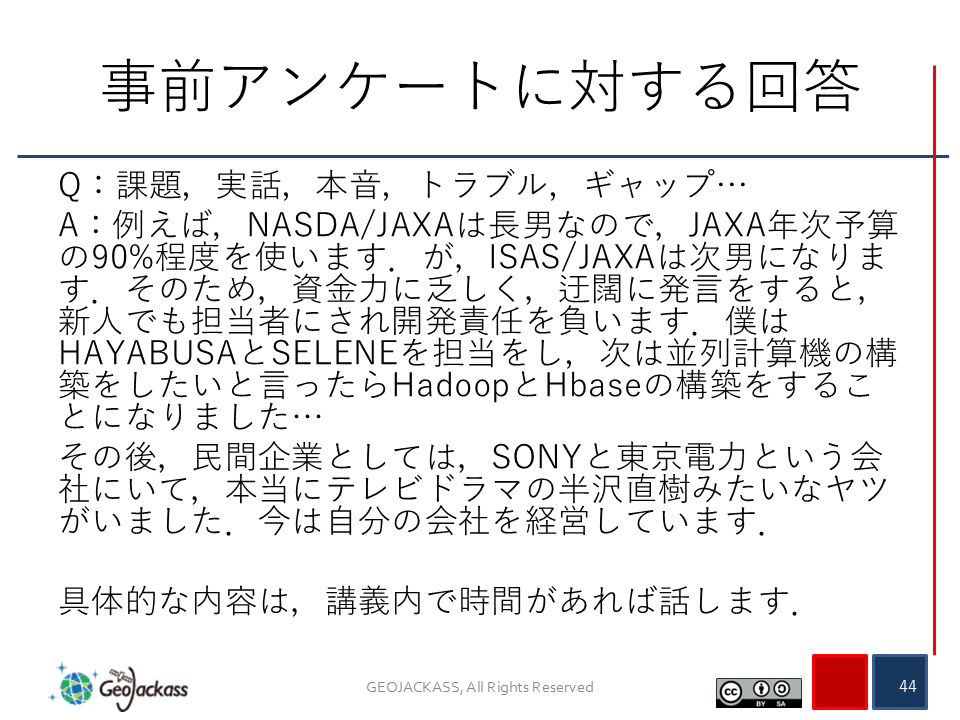 事前アンケートに対する回答
Q：課題，実話，本音，トラブル，ギャップ…
A：例えば，NASDA/JAXAは長男なので，JAXA年次予算
の90%程度を使います．が，ISAS/JAXAは次男になりま
す．そのため，資金力に乏しく，迂闊に発言をすると，
新人でも担当者にされ開発責任を負います．僕は
HAYABUSAとSELENEを担当をし，次は並列計算機の構
築をしたいと言ったらHadoopとHbaseの構築をするこ
とになりました…
その後，民間企業としては，SONYと東京電力という会
社にいて，本当にテレビドラマの半沢直樹みたいなヤツ
がいました．今は自分の会社を経営しています．
具体的な内容は，講義内で時間があれば話します．
GeoJackass
GEOJACKASS, All Rights Reserved
cc
BY SA
44